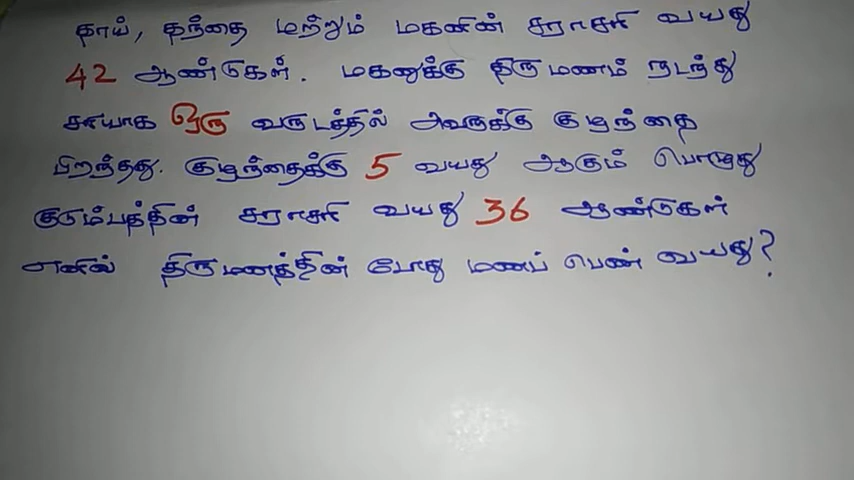 தாய், தந்தை மற்றும் மகனின் சராசரி வயது
42 ஆண்டுகள். மகனுக்கு திருமணம் நடந்து
சரியாக ஒரு வருடத்தில் அவருக்கு குழந்தை
பிறந்தது. குழந்தைக்கு 5 வயது ஆகும் பொழுது
குடும்பத்தின் சராசரி வயது 36 ஆண்டுகள்
எனில் திருமணத்தின் போது மணப் பெண் வயது?